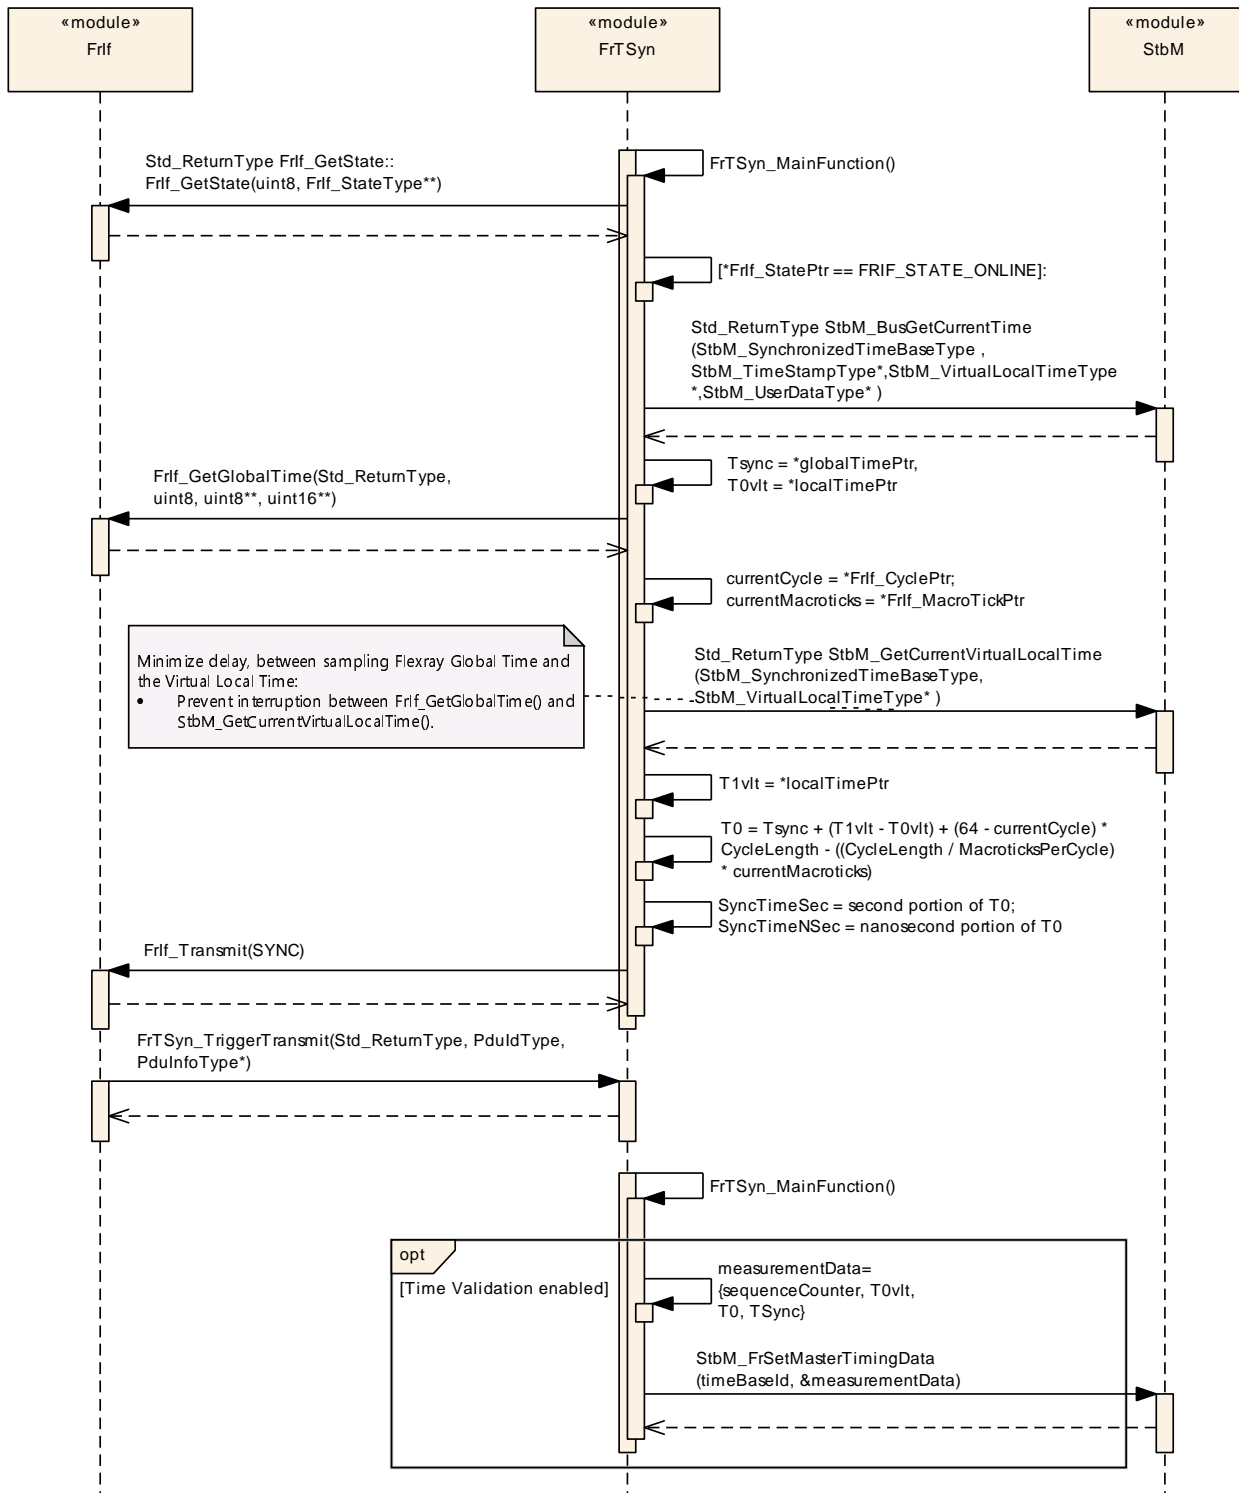 «module»
FrIf
«module»
FrTSyn
«module»
StbM
Std_ReturnType FrIf_GetState::
FrIf_GetState(uint8, FrIf_StateType**)
FrTSyn_MainFunction()
[*FrIf_StatePtr == FRIF_STATE_ONLINE]:
Std_ReturnType StbM_BusGetCurrentTime
(StbM_SynchronizedTimeBaseType ,
StbM_TimeStampType*,StbM_VirtualLocalTimeType
*,StbM_UserDataType* )
Tsync = *globalTimePtr,
T0vlt = *localTimePtr
FrIf_GetGlobalTime(Std_ReturnType,
uint8, uint8**, uint16**)
currentCycle = *FrIf_CyclePtr;
currentMacroticks = *FrIf_MacroTickPtr
Minimize delay, between sampling Flexray Global Time and
the Virtual Local Time:
• Prevent interruption between FrIf_GetGlobalTime() and
StbM_GetCurrentVirtualLocalTime().
Std_ReturnType StbM_GetCurrentVirtualLocalTime
(StbM_SynchronizedTimeBaseType,
StbM_VirtualLocalTimeType* )
T1vlt = *localTimePtr
T0 = Tsync + (T1vlt - T0vlt) + (64 - currentCycle) *
CycleLength - ((CycleLength / MacroticksPerCycle)
* currentMacroticks)
SyncTimeSec = second portion of T0;
SyncTimeNSec = nanosecond portion of T0
FrIf_Transmit(SYNC)
FrTSyn_TriggerTransmit(Std_ReturnType, PduIdType,
PduInfoType*)
FrTSyn_MainFunction()
opt
[Time Validation enabled]
measurementData=
{sequenceCounter, T0vlt,
T0, TSync}
StbM_FrSetMasterTimingData
(timeBaseId, &measurementData)